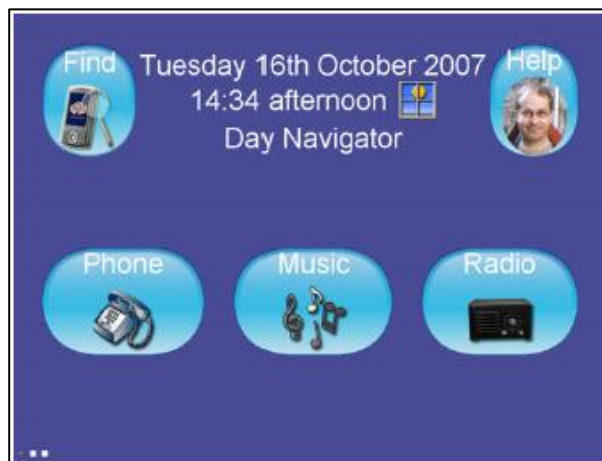 Find
Tuesday 16th October 2007
Help
14:34 afternoon
Day Navigator
Phone
Music
Radio